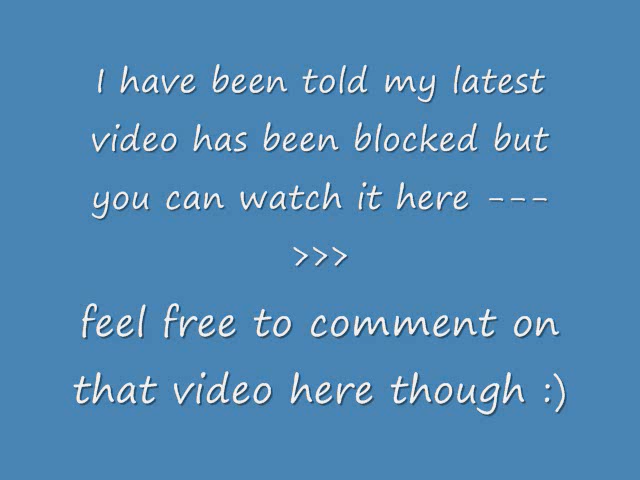 I have been told my latest
video has been blocked but
you can watch it here ---
>>>
feel free to comment on
that video here though :)